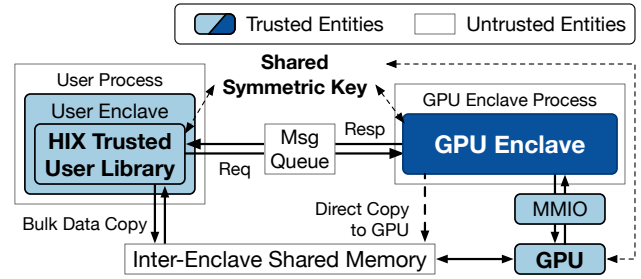 Trusted Entities
Untrusted Entities
Shared
Symmetric Key
User Process
User Enclave
HIX Trusted
User Library
Msg
Queue
Resp
Req
GPU Enclave Process
GPU Enclave
MMIO
Bulk Data Copy
Direct Copy
to GPU
Inter-Enclave Shared Memory
GPU